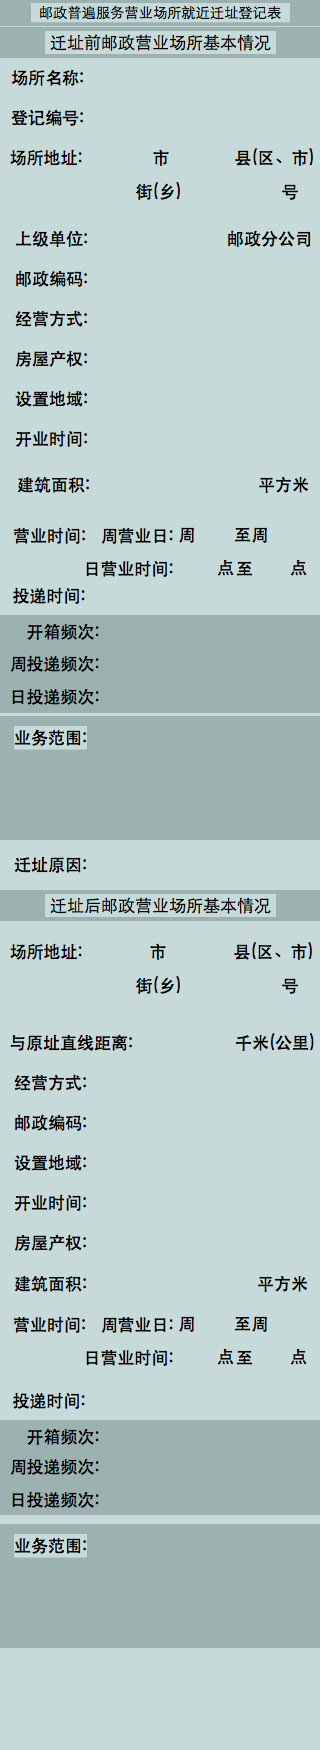 邮政普遍服务营业场所就近迁址登记表
迁址前邮政营业场所基本情况
场所名称:
登记编号:
场所地址: 市 县(区、市)
街(乡) 号
上级单位: 邮政分公司
邮政编码:
经营方式:
房屋产权:
设置地域:
开业时间:
建筑面积: 平方米
营业时间: 周营业日: 周 至周
日营业时间: 点至 点
投递时间:
开箱频次:
周投递频次:
日投递频次:
业务范围:
迁址原因:
迁址后邮政营业场所基本情况
场所地址: 市 县(区、市)
街(乡) 号
与原址直线距离: 千米(公里)
经营方式:
邮政编码:
设置地域:
开业时间:
房屋产权:
建筑面积: 平方米
营业时间: 周营业日: 周 至周
日营业时间: 点至 点
投递时间:
开箱频次:
周投递频次:
日投递频次:
业务范围: